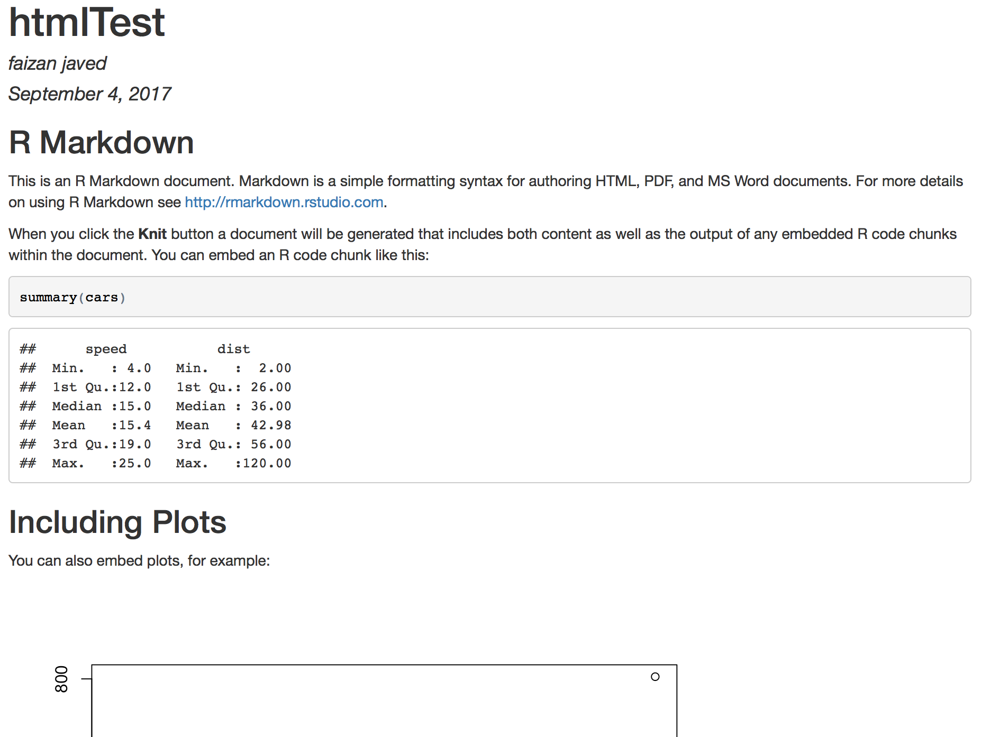 htmlTest
faizan javed
September 4, 2017
R Markdown
This is an R Markdown document. Markdown is a simple formatting syntax for authoring HTML, PDF, and MS Word documents. For more details
on using R Markdown see http://rmarkdown.rstudio.com.
When you click the Knit button a document will be generated that includes both content as well as the output of any embedded R code chunks
within the document. You can embed an R code chunk like this:
summary(cars)
##      speed           dist
##  Min.   : 4.0   Min.   :  2.00
##  1st Qu.:12.0   1st Qu.: 26.00
##  Median :15.0   Median : 36.00
##  Mean   :15.4   Mean   : 42.98
##  3rd Qu.:19.0   3rd Qu.: 56.00
##  Max.   :25.0   Max.   :120.00
Including Plots
You can also embed plots, for example:
800